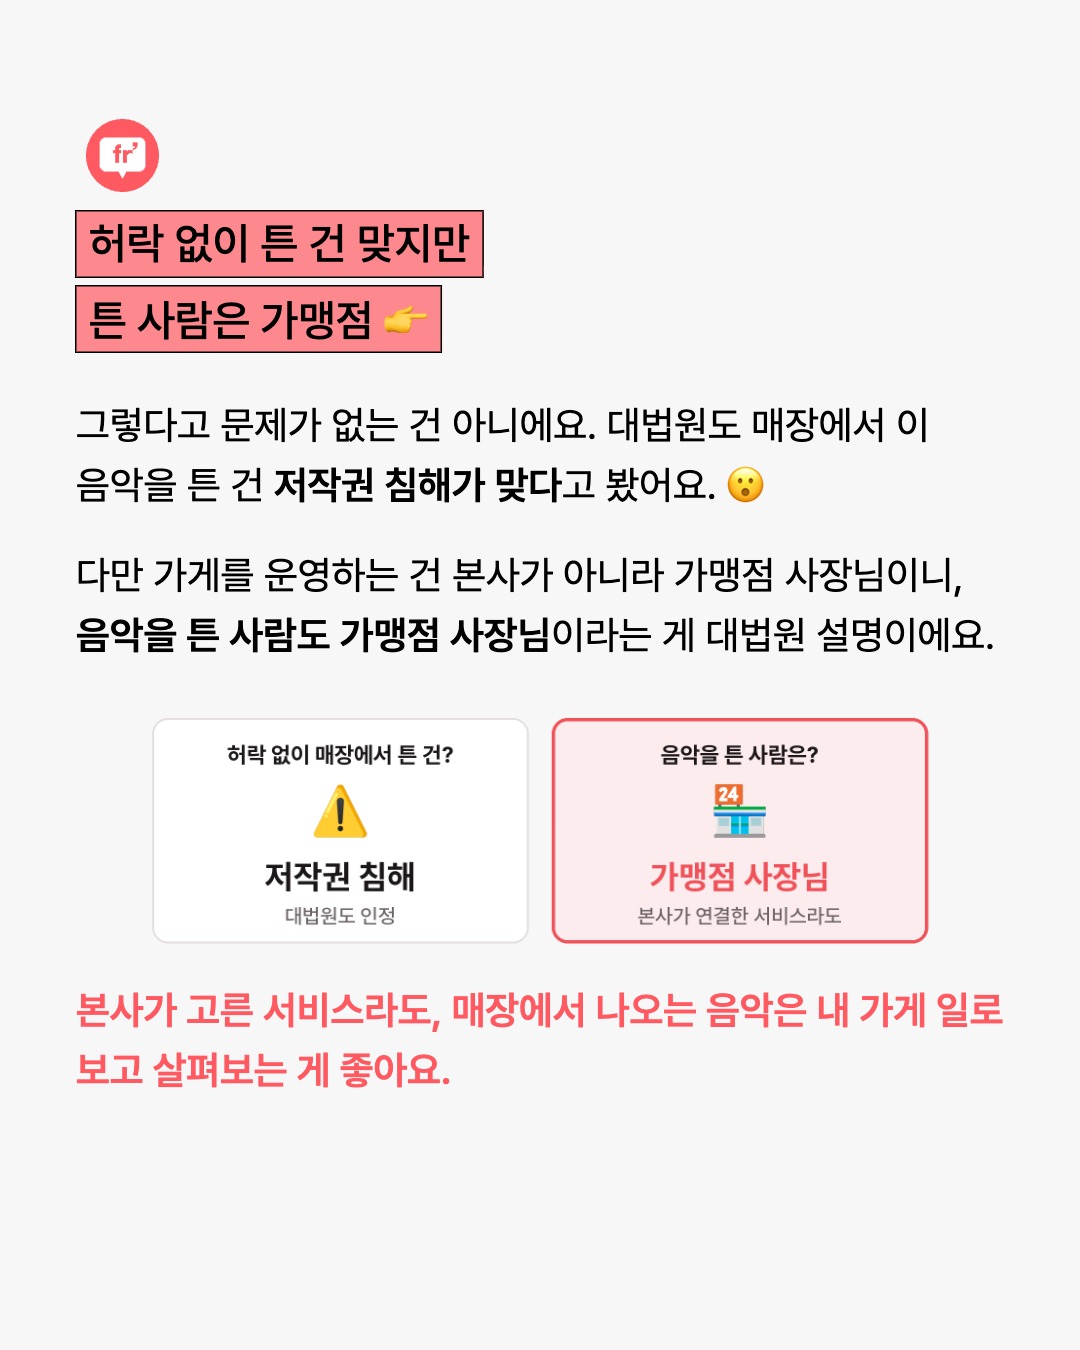 fr’
허락 없이 튼 건 맞지만
튼 사람은 가맹점 👉
그렇다고 문제가 없는 건 아니에요. 대법원도 매장에서 이
음악을 튼 건 저작권 침해가 맞다고 봤어요. 😮
다만 가게를 운영하는 건 본사가 아니라 가맹점 사장님이니,
음악을 튼 사람도 가맹점 사장님이라는 게 대법원 설명이에요.
허락 없이 매장에서 튼 건?
저작권 침해
대법원도 인정
음악을 튼 사람은?
24
가맹점 사장님
본사가 연결한 서비스라도
본사가 고른 서비스라도, 매장에서 나오는 음악은 내 가게 일로
보고 살펴보는 게 좋아요.